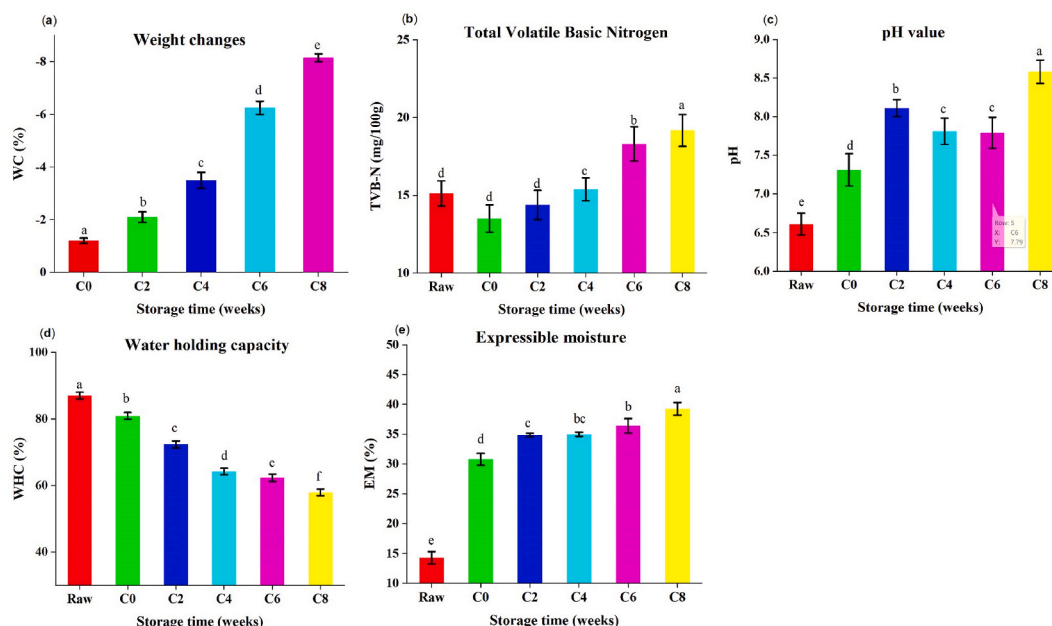 (a)
Weight changes
WC (%)
-8
-6
-4
-2
0
a
b
c
d
e
C0 C2 C4 C6 C8
Storage time (weeks)
(b)
Total Volatile Basic Nitrogen
TVB-N (mg/100g)
25
20
15
10
d
d
d
c
b
a
Raw C0 C2 C4 C6 C8
Storage time (weeks)
(c)
pH value
pH
9.0
8.5
8.0
7.5
7.0
6.5
6.0
e
d
b
c
c
a
Row: 5
X: C6
Y: 7.79
Raw C0 C2 C4 C6 C8
Storage time (weeks)
(d)
Water holding capacity
WHC (%)
100
80
60
40
a
b
c
d
e
f
Raw C0 C2 C4 C6 C8
Storage time (weeks)
(e)
Expressible moisture
EM (%)
50
45
40
35
30
25
20
15
10
e
d
c
bc
b
a
Raw C0 C2 C4 C6 C8
Storage time (weeks)